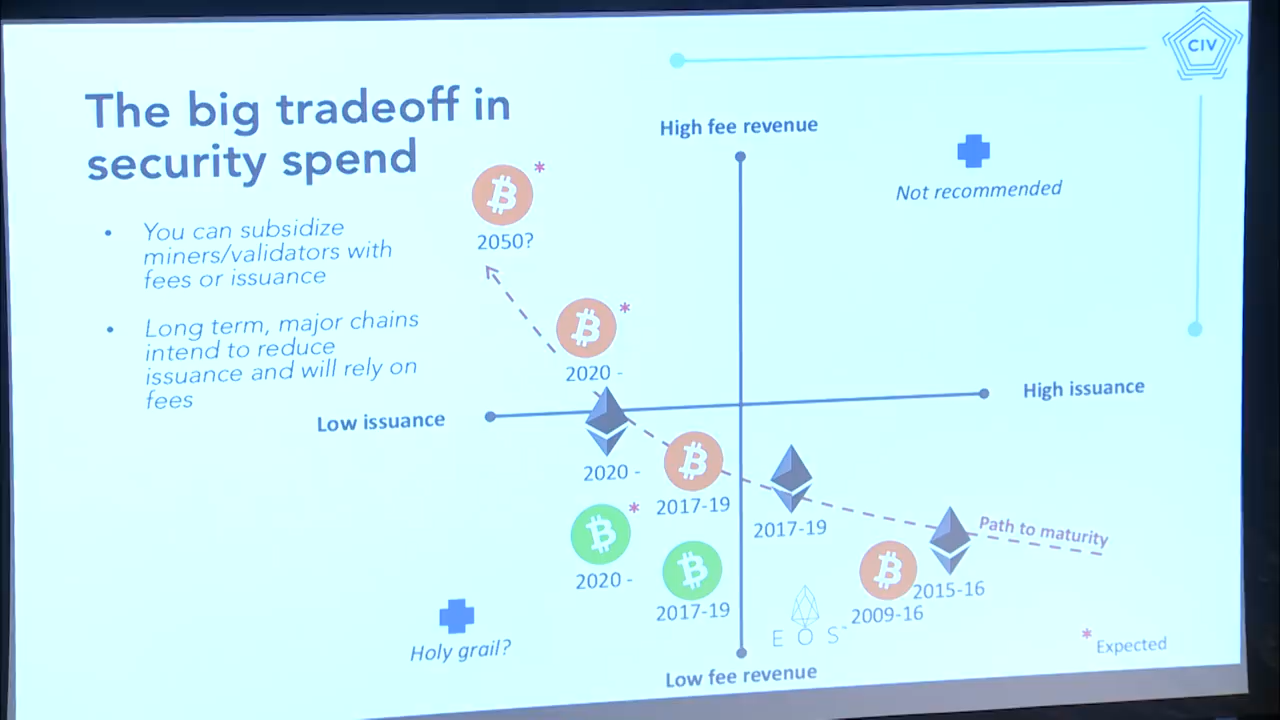 CIV
The big tradeoff in
security spend
• You can subsidize
miners/validators with
fees or issuance
• Long term, major chains
intend to reduce
issuance and will rely on
fees
High fee revenue
Not recommended
*
2050?
*
2020 -
Low issuance
High issuance
2020 -
2017-19
2017-19
Path to maturity
*
2020 -
2017-19
2015-16
2009-16
EOS
Holy grail?
* Expected
Low fee revenue